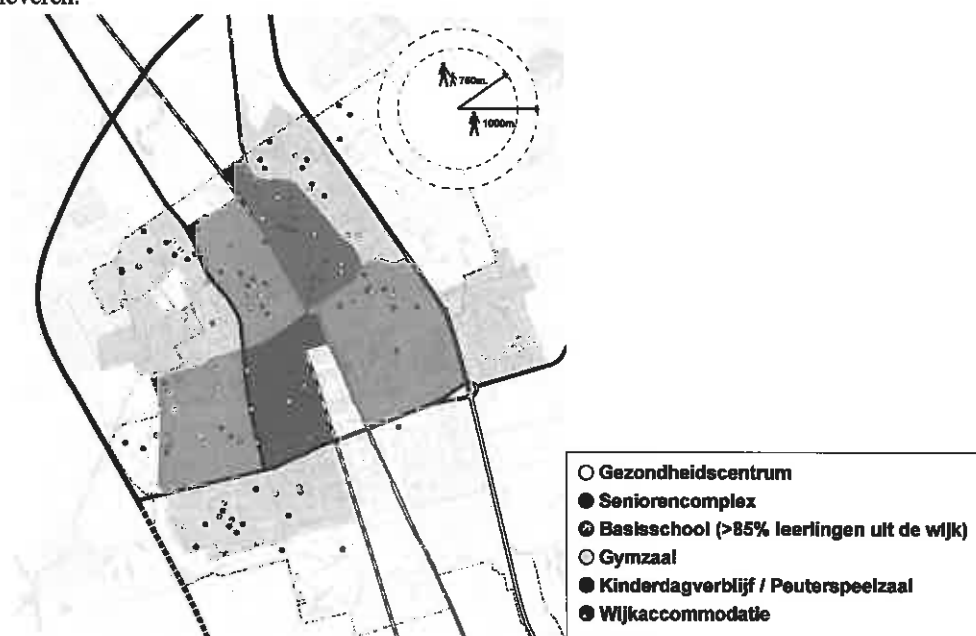 leveren.
750m.
1000m.
Gezondheidscentrum
Seniorencomplex
Basisschool (>85% leerlingen uit de wijk)
Gymzaal
Kinderdagverblijf / Peuterspeelzaal
Wijkaccommodatie